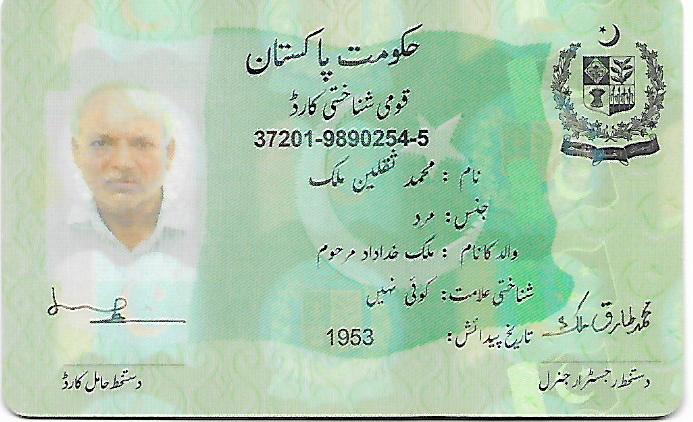 حکومت پاکستان
قومی شناختی کارڈ
37201-9890254-5
نام : محمد ثقلین ملک
جنس: مرد
والد کا نام : ملک خداداد مرحوم
شناختی علامت: کوئی نہیں
تاریخ پیدائش: 1953
محمد طارق ملک
دستخط حامل کارڈ
دستخط رجسٹرار جنرل